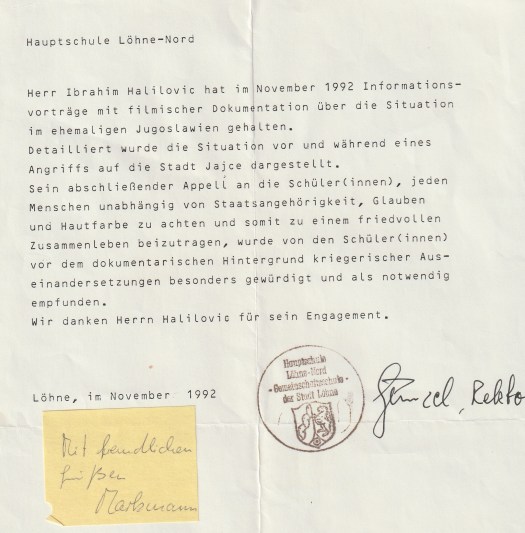 Hauptschule Löhne-Nord
Herr Ibrahim Halilovic hat im November 1992 Informations-
vorträge mit filmischer Dokumentation über die Situation
im ehemaligen Jugoslawien gehalten.
Detailliert wurde die Situation vor und während eines
Angriffs auf die Stadt Jajce dargestellt.
Sein abschließender Appell an die Schüler(innen), jeden
Menschen unabhängig von Staatsangehörigkeit, Glauben
und Hautfarbe zu achten und somit zu einem friedvollen
Zusammenleben beizutragen, wurde von den Schüler(innen)
vor dem dokumentarischen Hintergrund kriegerischer Aus-
einandersetzungen besonders gewürdigt und als notwendig
empfunden.
Wir danken Herrn Halilovic für sein Engagement.
Löhne, im November 1992
Hauptschule
Löhne-Nord
- Gemeinschaftsschule -
der Stadt Löhne
, Rekto
Mit freundlichen
Grüßen